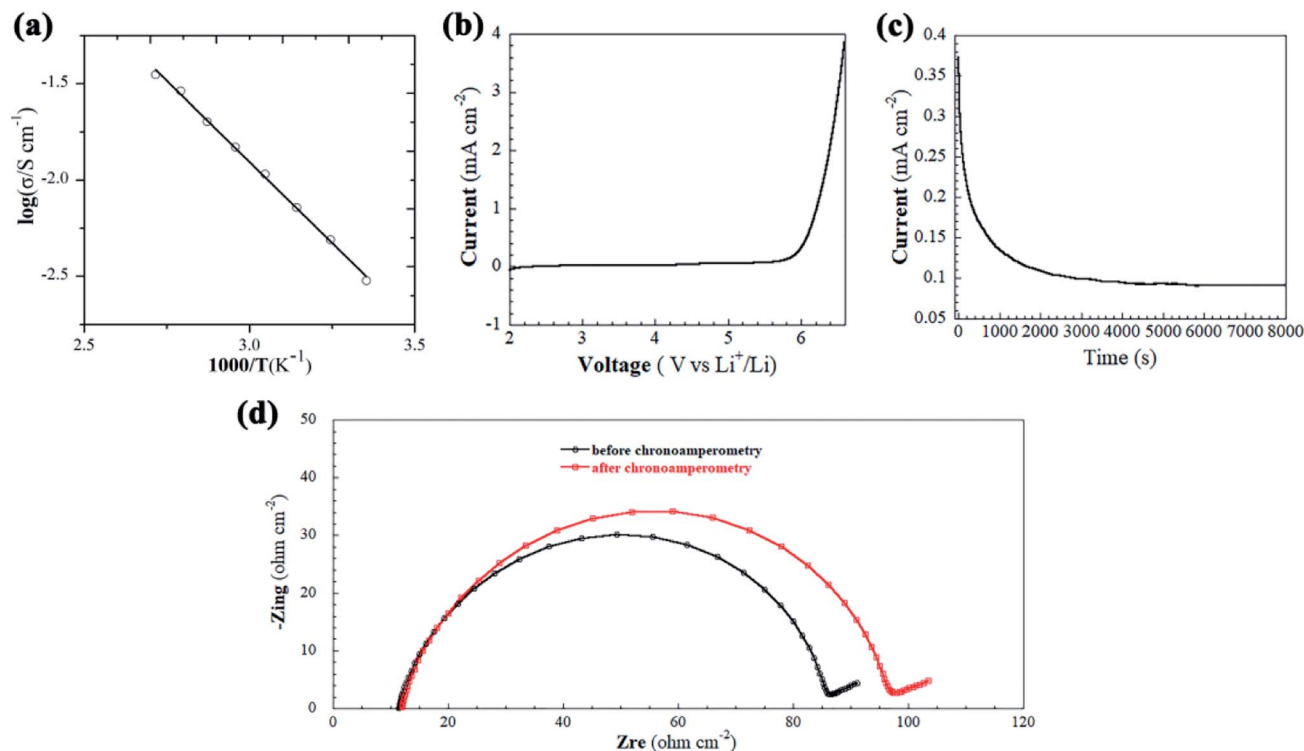 (a)
log(σ/S cm⁻¹)
-1.5
-2.0
-2.5
2.5
3.0
3.5
1000/T(K⁻¹)
(b)
Current (mA cm⁻²)
4
3
2
1
0
-1
2
3
4
5
6
Voltage ( V vs Li⁺/Li)
(c)
Current (mA cm⁻²)
0.4
0.35
0.3
0.25
0.2
0.15
0.1
0.05
0 1000 2000 3000 4000 5000 6000 7000 8000
Time (s)
(d)
-Zing (ohm cm⁻²)
50
40
30
20
10
0
before chronoamperometry
after chronoamperometry
0 20 40 60 80 100 120
Zre (ohm cm⁻²)